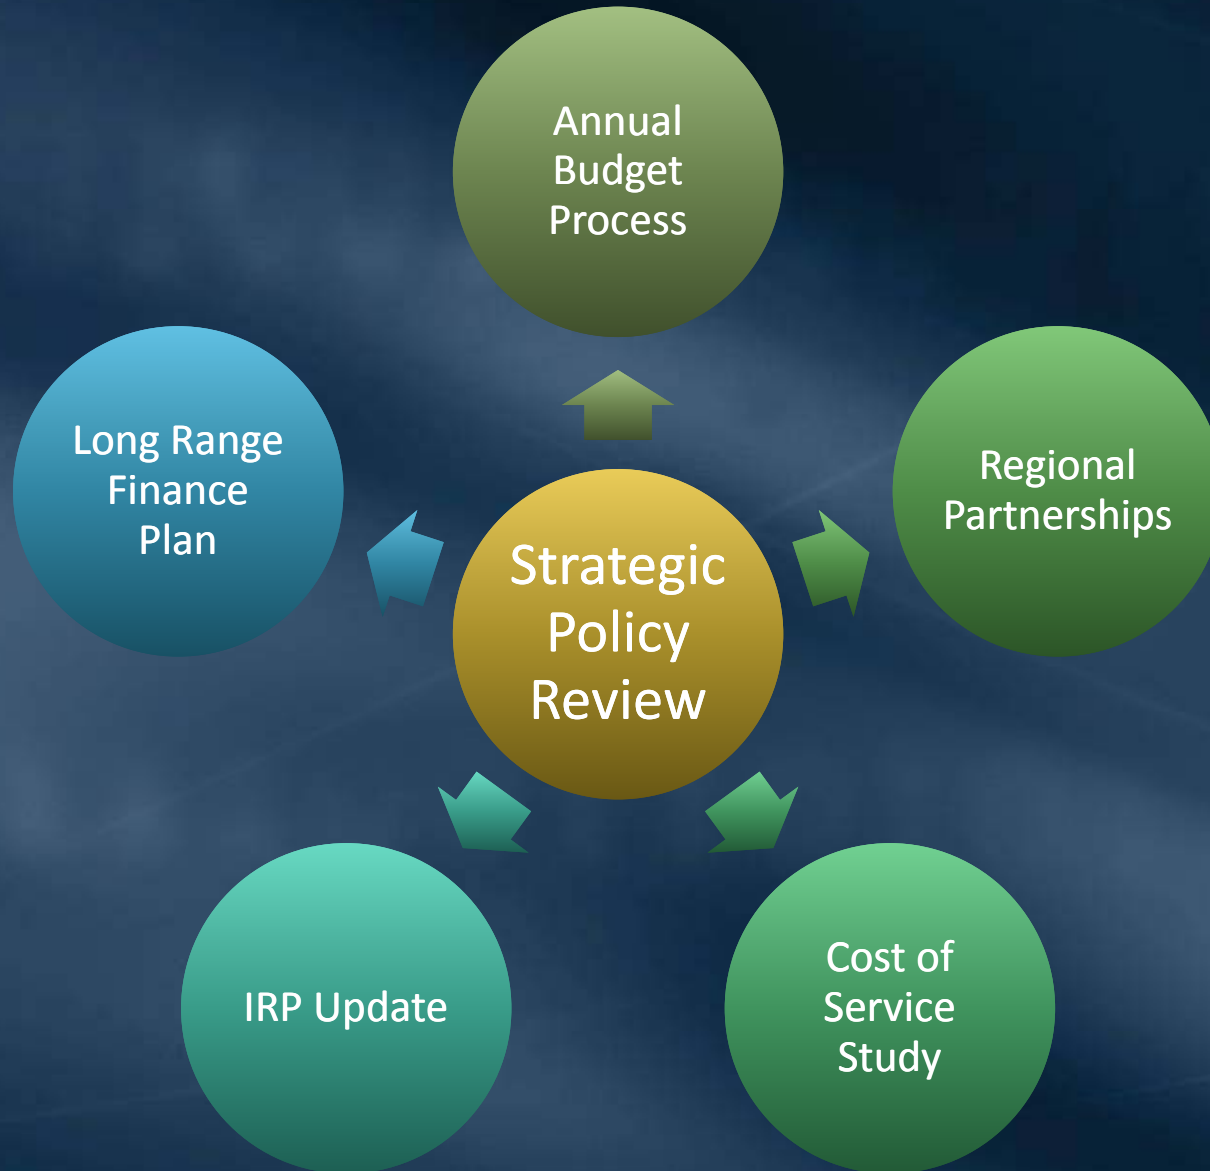 Annual
Budget
Process
Long Range
Finance
Plan
Regional
Partnerships
Strategic
Policy
Review
IRP Update
Cost of
Service
Study